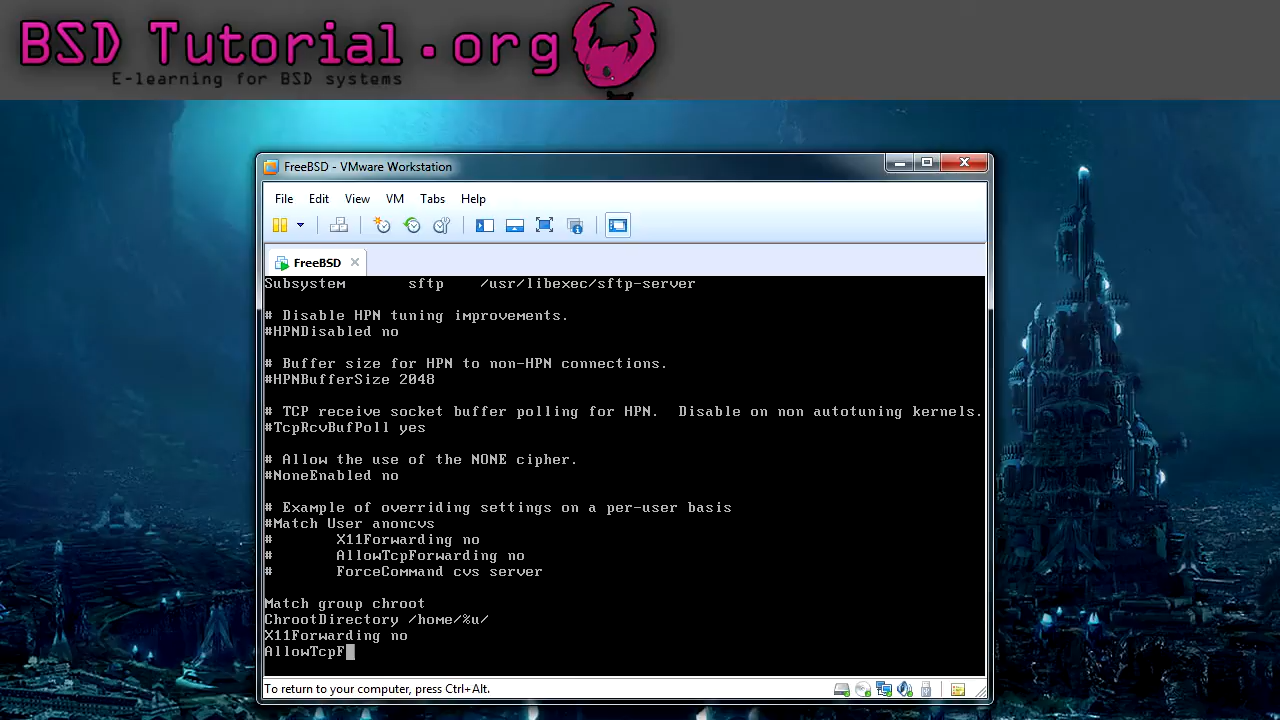 BSD Tutorial.org
E-learning for BSD systems
FreeBSD - VMware Workstation
File Edit View VM Tabs Help
FreeBSD
Subsystem sftp /usr/libexec/sftp-server
# Disable HPN tuning improvements.
#HPNDisabled no
# Buffer size for HPN to non-HPN connections.
#HPNBufferSize 2048
# TCP receive socket buffer polling for HPN. Disable on non autotuning kernels.
#TcpRcvBufPoll yes
# Allow the use of the NONE cipher.
#NoneEnabled no
# Example of overriding settings on a per-user basis
#Match User anoncvs
# X11Forwarding no
# AllowTcpForwarding no
# ForceCommand cvs server
Match group chroot
ChrootDirectory /home/%u/
X11Forwarding no
AllowTcpF
To return to your computer, press Ctrl+Alt.